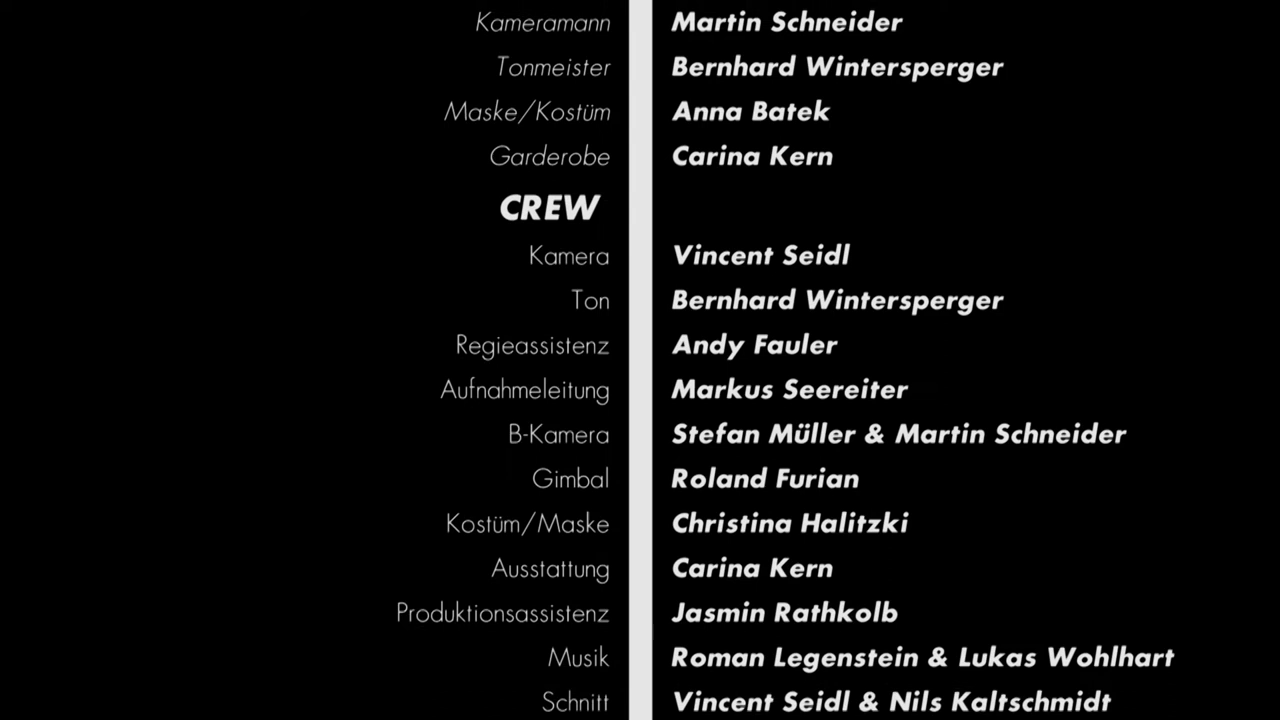 Kameramann Martin Schneider
Tonmeister Bernhard Wintersperger
Maske/Kostüm Anna Batek
Garderobe Carina Kern
CREW
Kamera Vincent Seidl
Ton Bernhard Wintersperger
Regieassistenz Andy Fauler
Aufnahmeleitung Markus Seereiter
B-Kamera Stefan Müller & Martin Schneider
Gimbal Roland Furian
Kostüm/Maske Christina Halitzki
Ausstattung Carina Kern
Produktionsassistenz Jasmin Rathkolb
Musik Roman Legenstein & Lukas Wohlhart
Schnitt Vincent Seidl & Nils Kaltschmidt